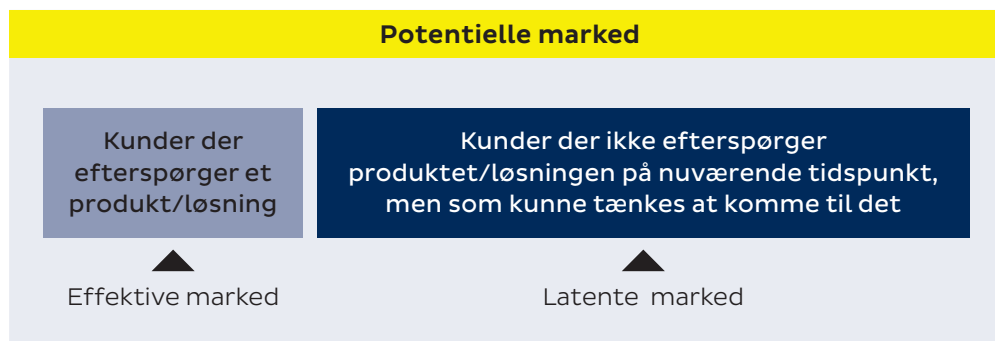 Potentielle marked
Kunder der
efterspørger et
produkt/løsning
Kunder der ikke efterspørger
produktet/løsningen på nuværende tidspunkt,
men som kunne tænkes at komme til det
Effektive marked
Latente marked